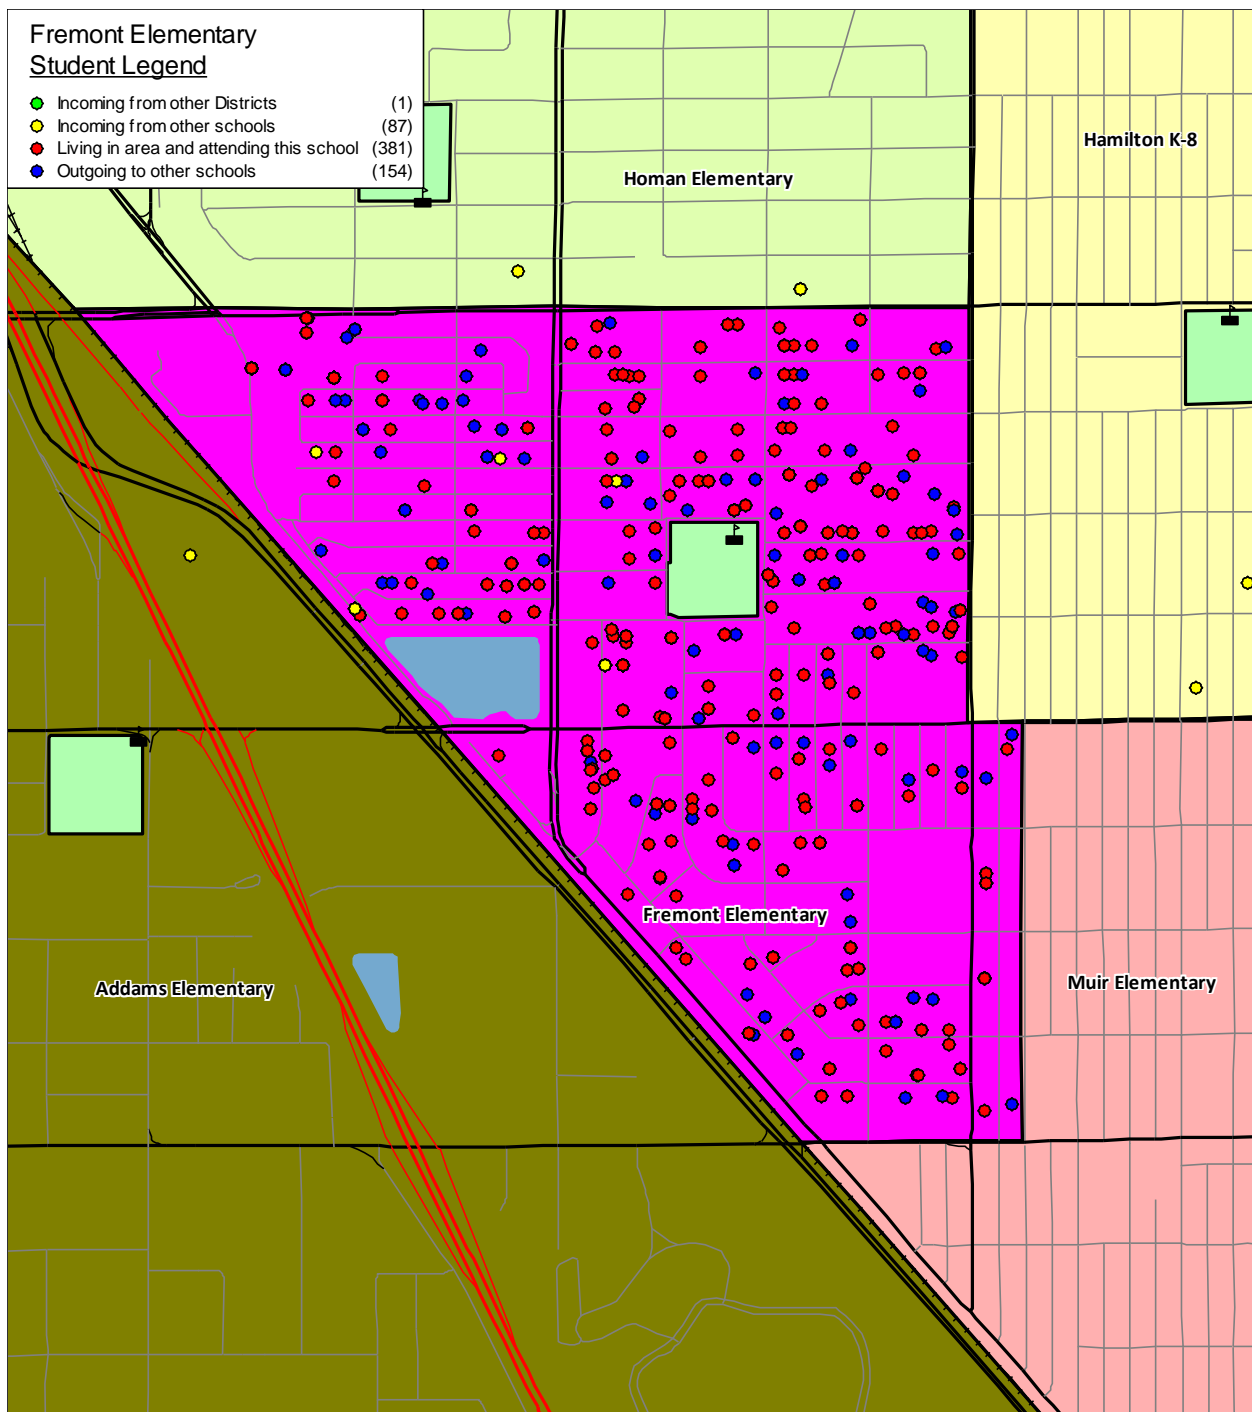 Fremont Elementary
Student Legend
Incoming from other Districts (1)
Incoming from other schools (87)
Living in area and attending this school (381)
Outgoing to other schools (154)
Hamilton K-8
Homan Elementary
Fremont Elementary
Addams Elementary
Muir Elementary